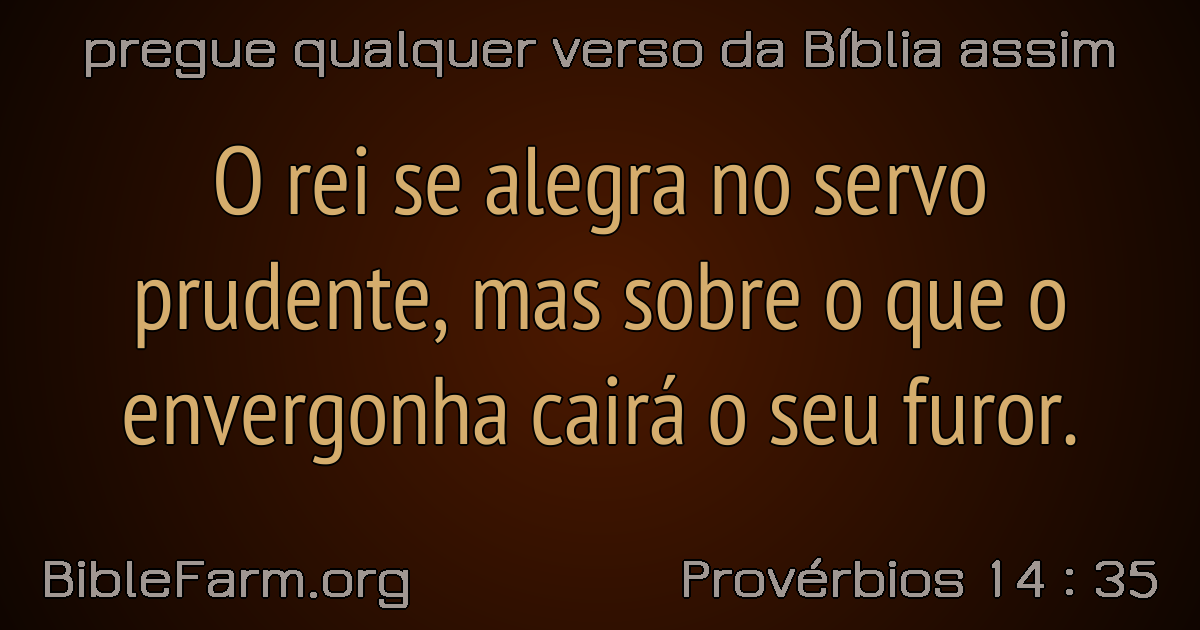 pregue qualquer verso da Bíblia assim
O rei se alegra no servo
prudente, mas sobre o que o
envergonha cairá o seu furor.
BibleFarm.org
Provérbios 14 : 35